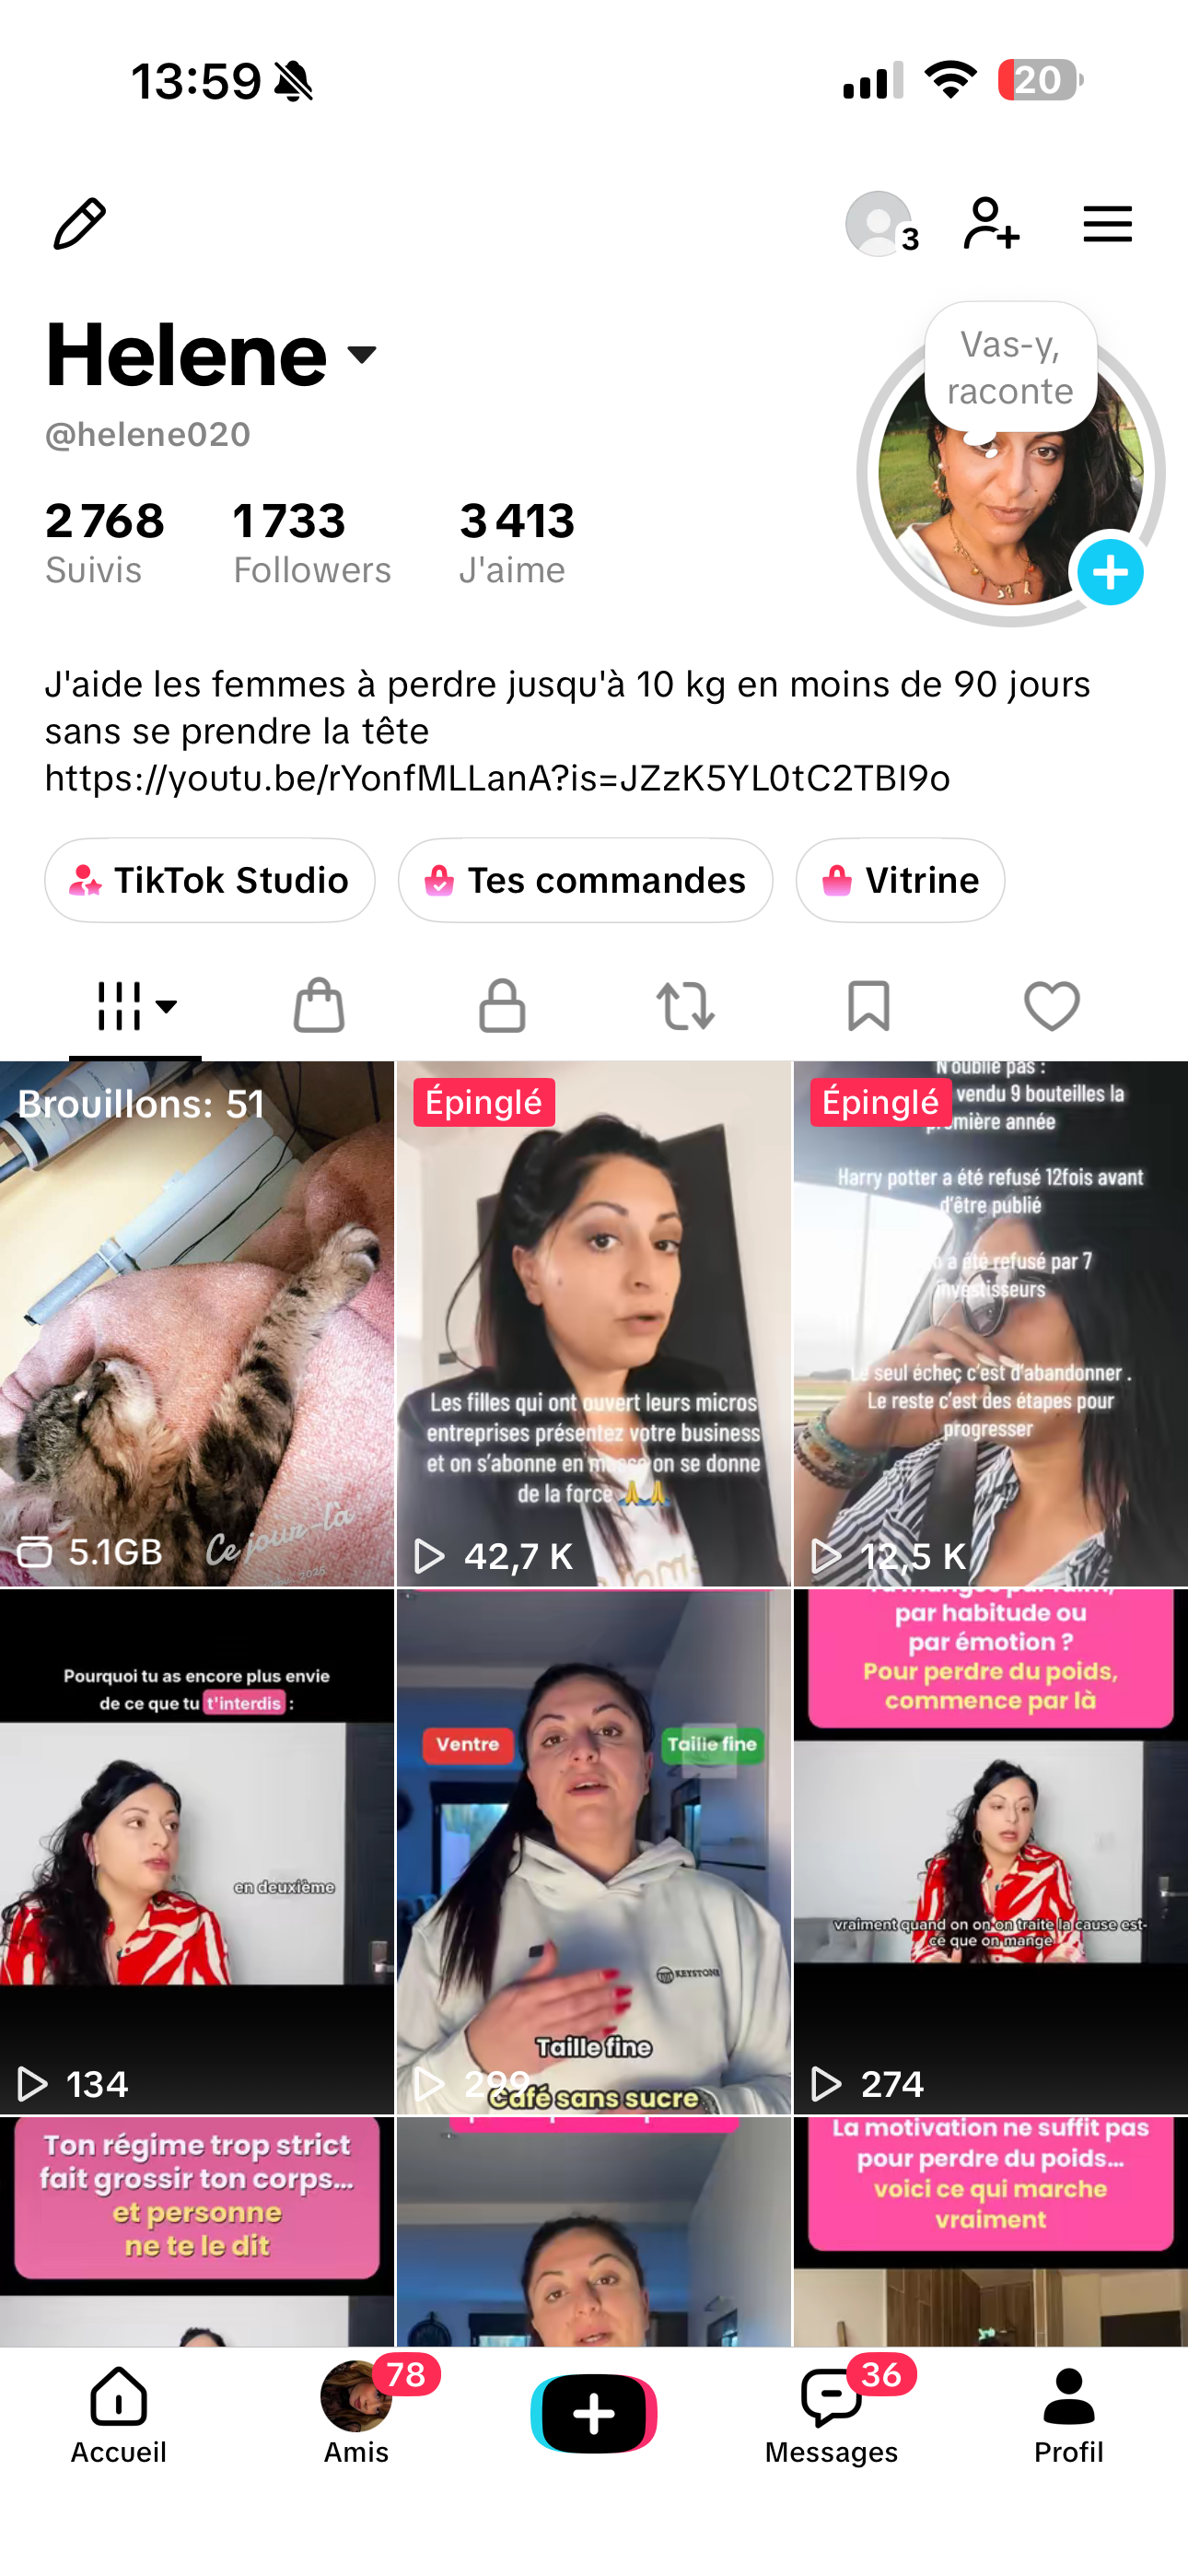 13:59
20
3
Vas-y,
raconte
Helene
@helene020
2 768 Suivis
1 733 Followers
3 413 J'aime
J'aide les femmes à perdre jusqu'à 10 kg en moins de 90 jours
sans se prendre la tête
https://youtu.be/rYonfMLLanA?is=JZzK5YL0tC2TBI9o
TikTok Studio
Tes commandes
Vitrine
Brouillons: 51
Ce jour-là
2025
5.1GB
Épinglé
Les filles qui ont ouvert leurs micros
entreprises présentez votre business
et on s'abonne en masse on se donne
de la force 🙏🙏
42,7 K
N'oublie pas :
Épinglé
vendu 9 bouteilles la
première année
Harry potter a été refusé 12fois avant
d'être publié
a été refusé par 7
investisseurs
Le seul échec c'est d'abandonner .
Le reste c'est des étapes pour
progresser
12,5 K
Pourquoi tu as encore plus envie
de ce que tu t'interdis :
en deuxième
134
Ventre
Taille fine
KEYSTONE
Taille fine
Café sans sucre
299
par habitude ou
par émotion ?
Pour perdre du poids,
commence par là
vraiment quand on on on traite la cause est-
ce que on mange
274
Ton régime trop strict
fait grossir ton corps...
et personne
ne te le dit
La motivation ne suffit pas
pour perdre du poids...
voici ce qui marche
vraiment
Accueil
78
Amis
36
Messages
Profil